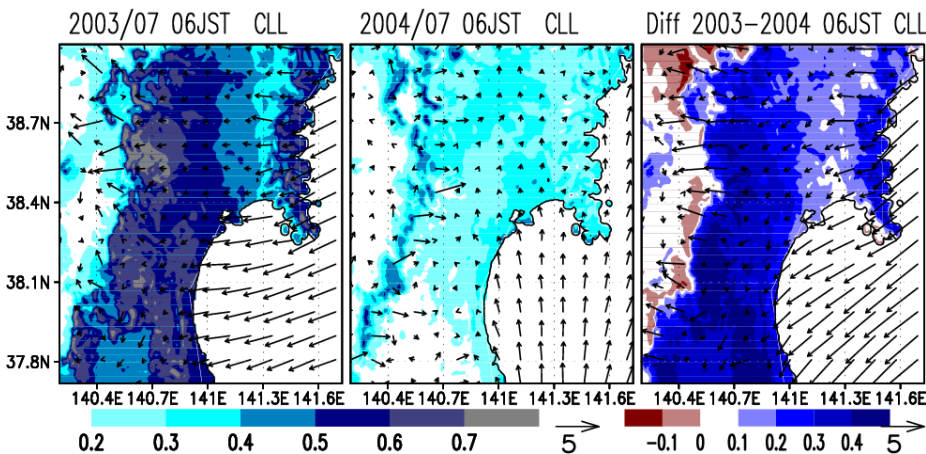 2003/07 06JST CLL
2004/07 06JST CLL
Diff 2003-2004 06JST CLL
38.7N
38.4N
38.1N
37.8N
140.4E 140.7E 141E 141.3E 141.6E
140.4E 140.7E 141E 141.3E 141.6E
140.4E 140.7E 141E 141.3E 141.6E
0.2 0.3 0.4 0.5 0.6 0.7
5
-0.1 0 0.1 0.2 0.3 0.4
5